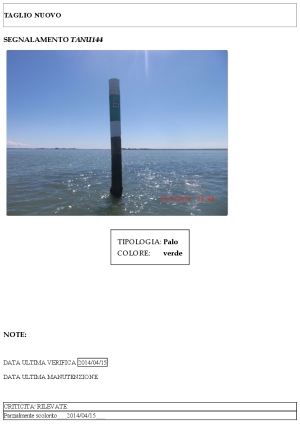 TAGLIO NUOVO
SEGNALAMENTO TANU144
TIPOLOGIA: Palo
COLORE: verde
NOTE:
DATA ULTIMA VERIFICA 2014/04/15
DATA ULTIMA MANUTENZIONE
CRITICITA' RILEVATE
Parzialmente scolorito 2014/04/15